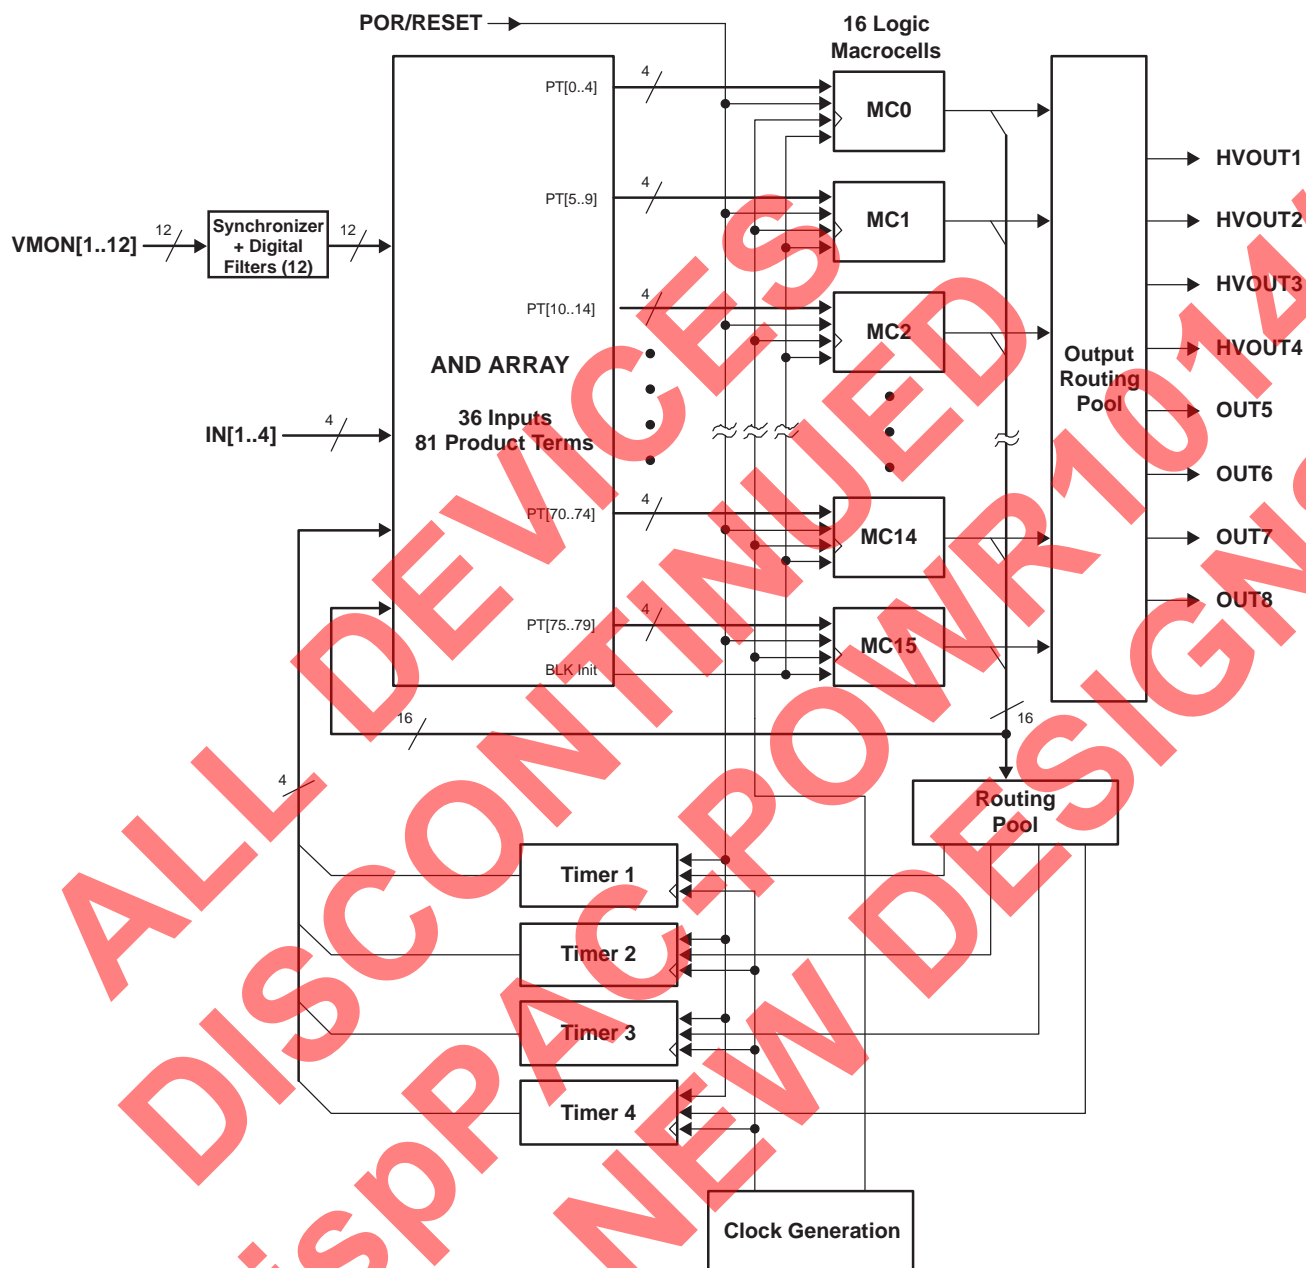 POR/RESET
16 Logic
Macrocells
4
PT[0..4]
MC0
HVOUT1
4
PT[5..9]
MC1
HVOUT2
VMON[1..12]
12
Synchronizer
+ Digital
Filters (12)
12
HVOUT3
4
PT[10..14]
MC2
HVOUT4
AND ARRAY
36 Inputs
81 Product Terms
Output
Routing
Pool
OUT5
IN[1..4]
4
OUT6
4
PT[70..74]
MC14
OUT7
OUT8
4
PT[75..79]
MC15
BLK Init
16
16
4
Routing
Pool
Timer 1
Timer 2
Timer 3
Timer 4
Clock Generation
ALL DEVICES
DISCONTINUED
ispPAC-POWR1014
NEW DESIGNS